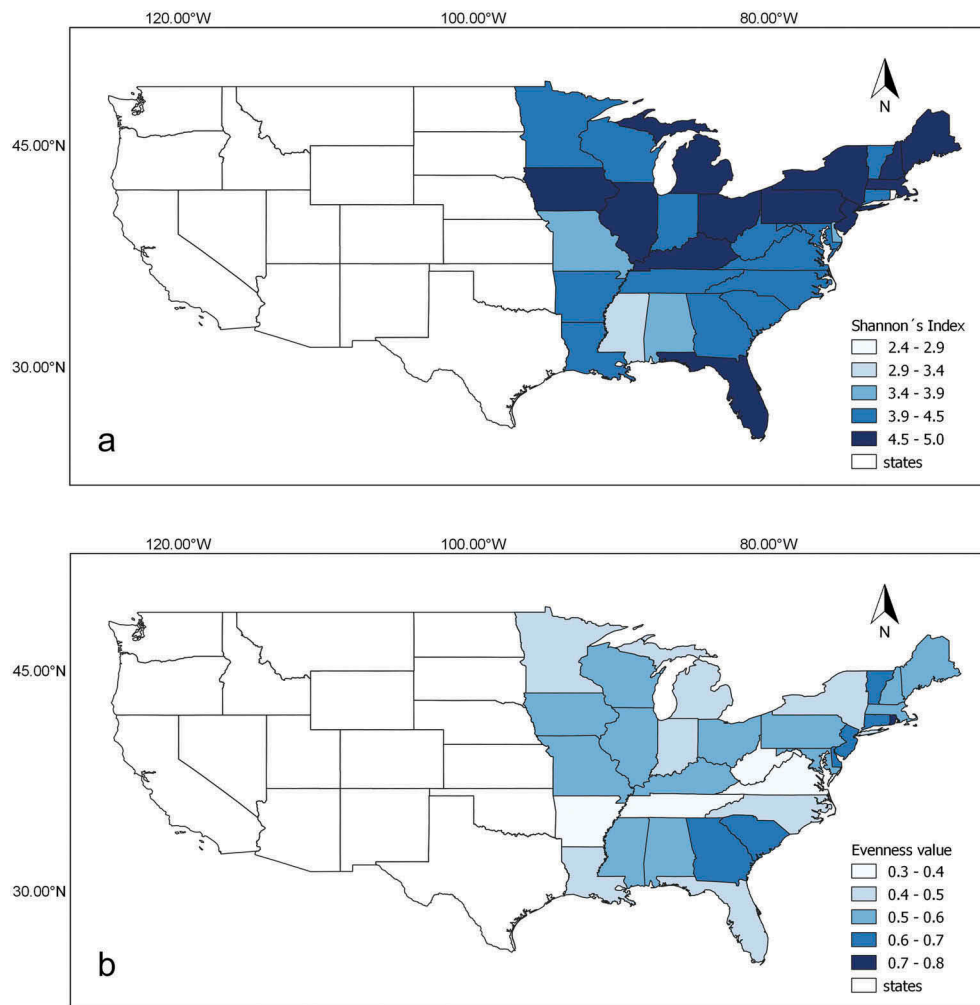 120.00°W 100.00°W 80.00°W
N
45.00°N
30.00°N
Shannon´s Index
2.4 - 2.9
2.9 - 3.4
3.4 - 3.9
3.9 - 4.5
4.5 - 5.0
states
a
120.00°W 100.00°W 80.00°W
N
45.00°N
30.00°N
Evenness value
0.3 - 0.4
0.4 - 0.5
0.5 - 0.6
0.6 - 0.7
0.7 - 0.8
states
b